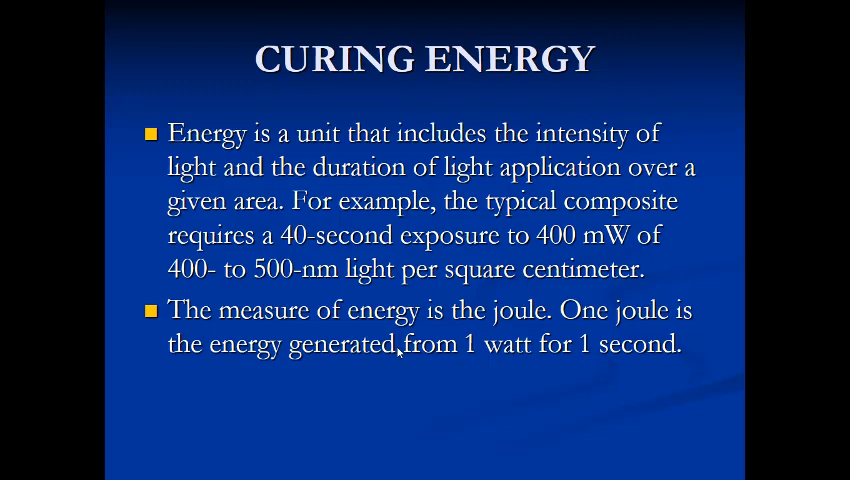 CURING ENERGY
Energy is a unit that includes the intensity of
light and the duration of light application over a
given area. For example, the typical composite
requires a 40-second exposure to 400 mW of
400- to 500-nm light per square centimeter.
The measure of energy is the joule. One joule is
the energy generated from 1 watt for 1 second.